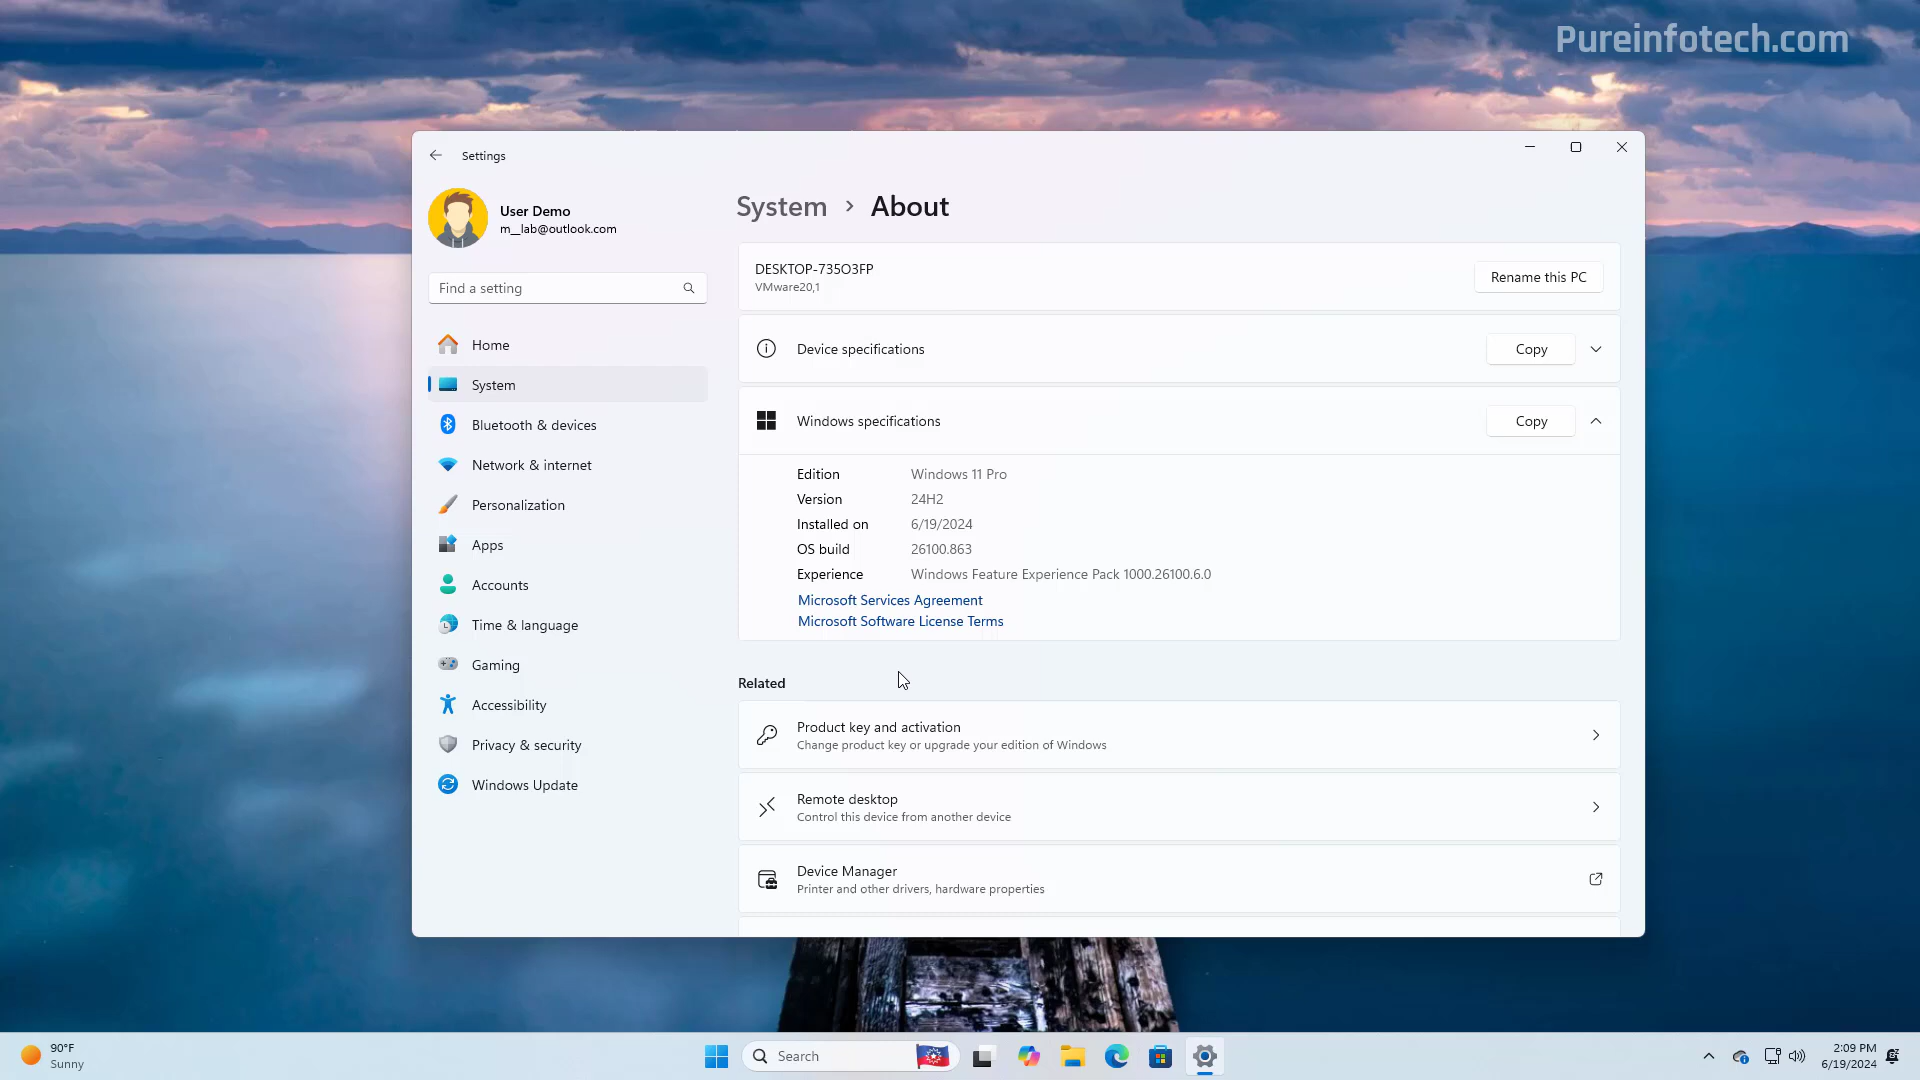 Pureinfotech.com
Settings
User Demo
m__lab@outlook.com
Find a setting
Home
System
Bluetooth & devices
Network & internet
Personalization
Apps
Accounts
Time & language
Gaming
Accessibility
Privacy & security
Windows Update
System > About
DESKTOP-735O3FP
VMware20,1
Rename this PC
Device specifications
Copy
Windows specifications
Copy
Edition Windows 11 Pro
Version 24H2
Installed on 6/19/2024
OS build 26100.863
Experience Windows Feature Experience Pack 1000.26100.6.0
Microsoft Services Agreement
Microsoft Software License Terms
Related
Product key and activation
Change product key or upgrade your edition of Windows
Remote desktop
Control this device from another device
Device Manager
Printer and other drivers, hardware properties
90°F
Sunny
Search
2:09 PM
6/19/2024